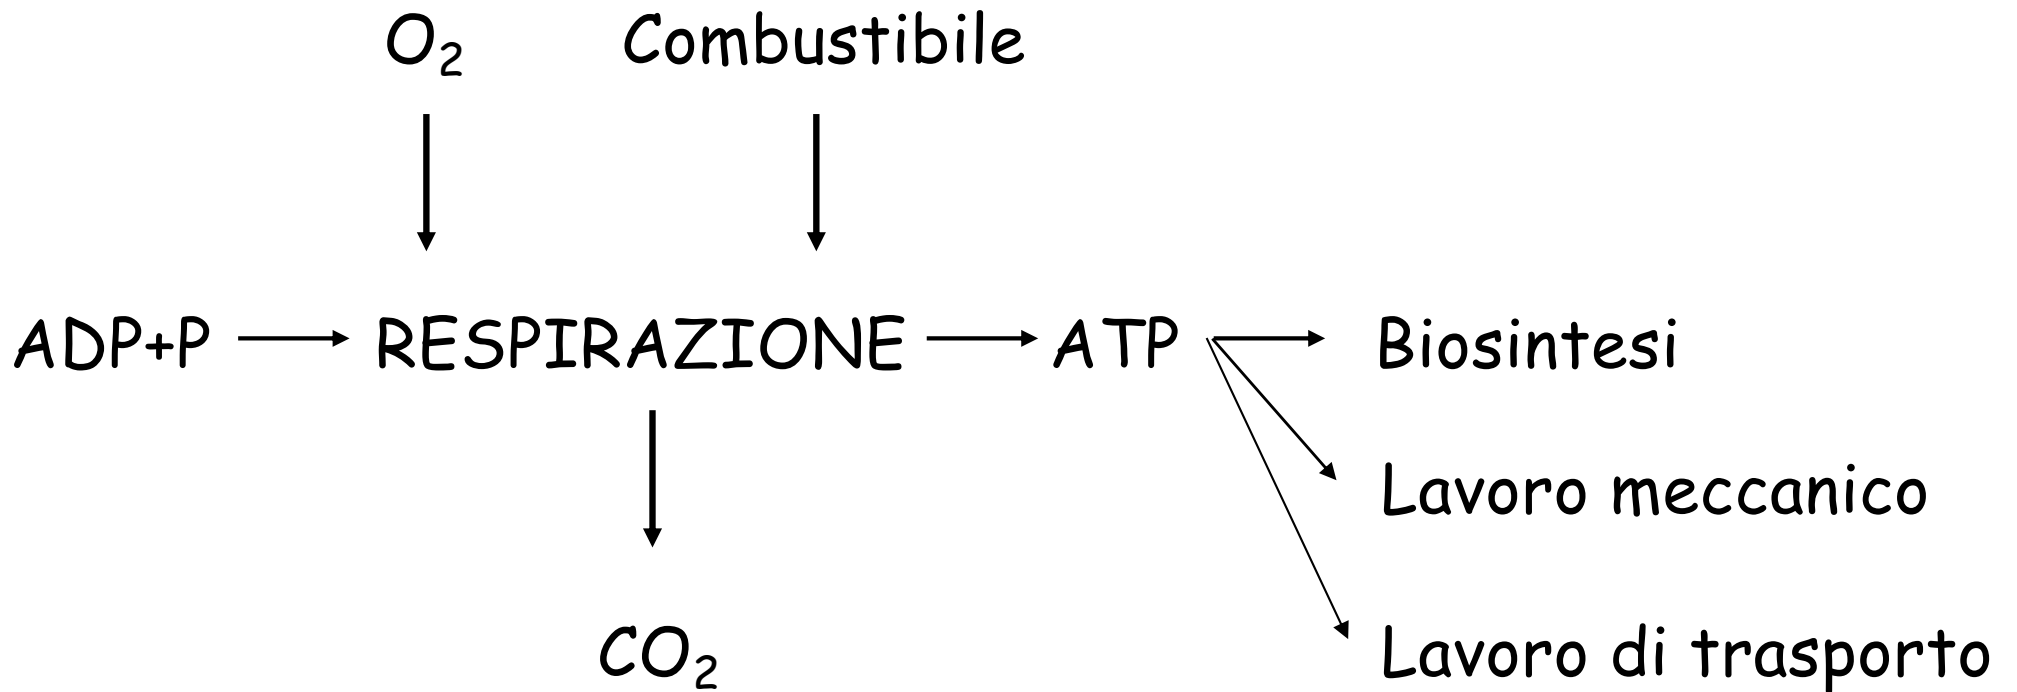 O₂ Combustibile
ADP+P RESPIRAZIONE ATP Biosintesi
Lavoro meccanico
CO₂ Lavoro di trasporto